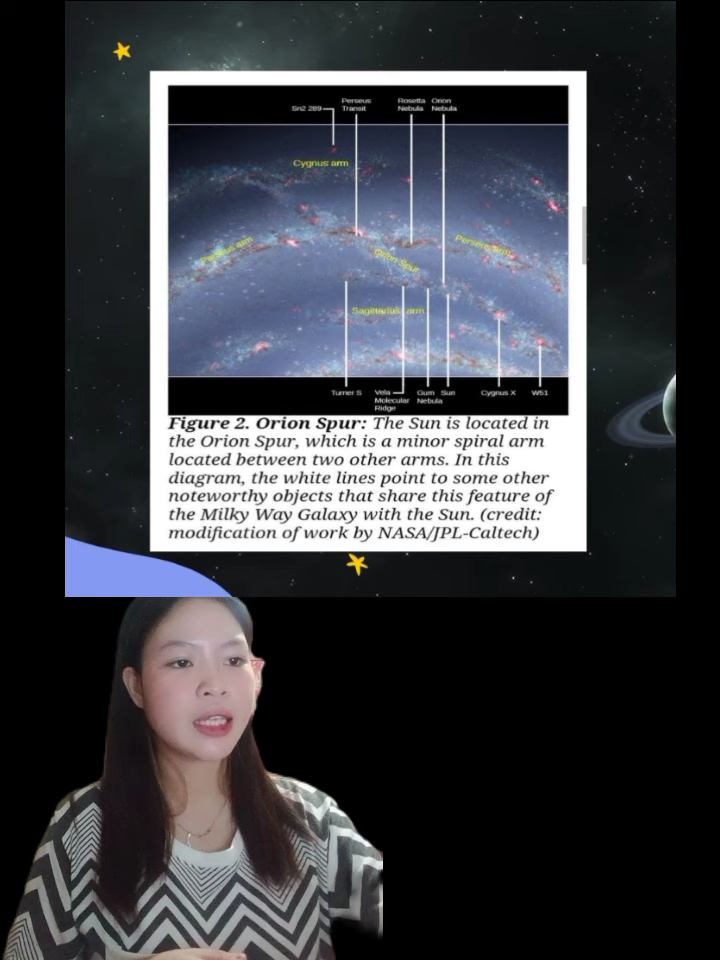 Perseus
Transit
Rosetta
Nebula
Orion
Nebula
Sn2 289
Cygnus arm
Perseus arm
Orion Spur
Perseus arm
Sagittarius arm
Turner S
Vela
Molecular
Ridge
Gum
Nebula
Sun
Cygnus X
W51
Figure 2. Orion Spur: The Sun is located in
the Orion Spur, which is a minor spiral arm
located between two other arms. In this
diagram, the white lines point to some other
noteworthy objects that share this feature of
the Milky Way Galaxy with the Sun. (credit:
modification of work by NASA/JPL-Caltech)